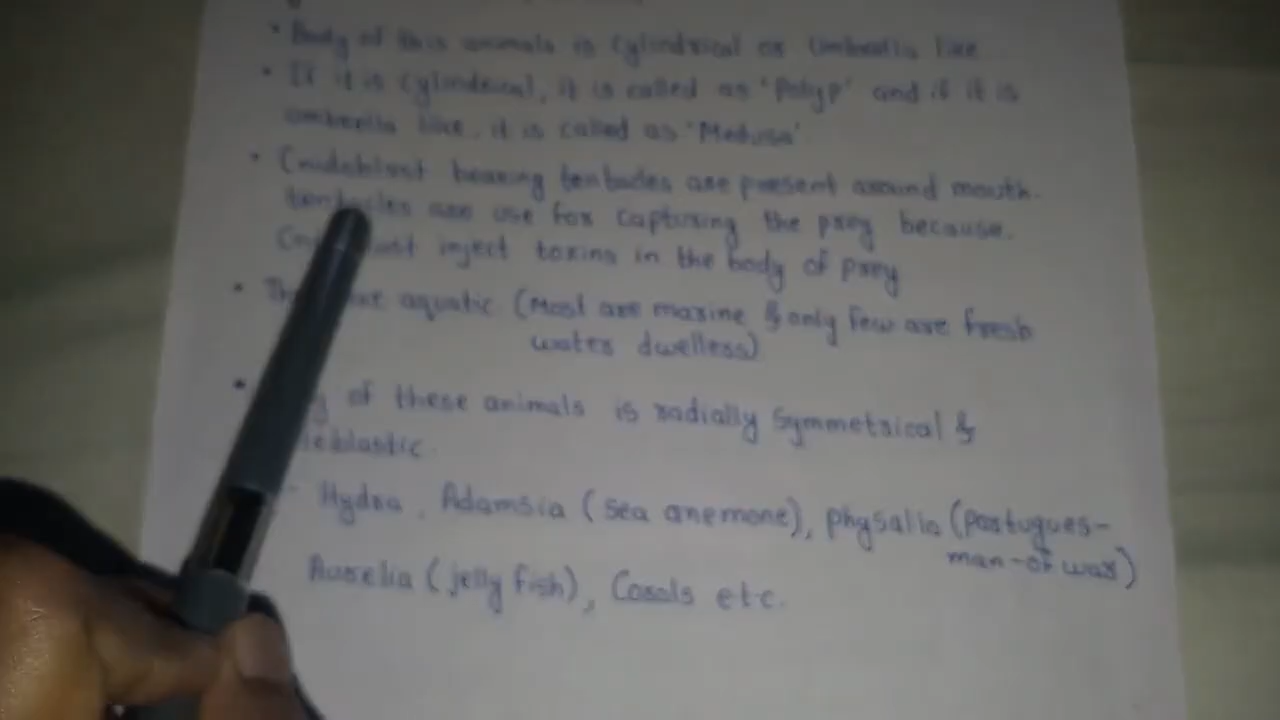 • Body of this animals is Cylindrical or Umbrella like
• If it is Cylinderical, it is called as 'Polyp' and if it is
umbrella like, it is called as 'Medusa'
• Cnidoblast bearing tentacles are present around mouth.
tentacles are use for capturing the prey because.
inject toxins in the body of prey
• aquatic (Most are marine & only few are fresh
water dwellers)
• of these animals is radially Symmetrical &
Hydra, Adamsia (sea anemone), Physalia (Portugues-
man-of war)
Aurelia (jelly fish), Corals etc.